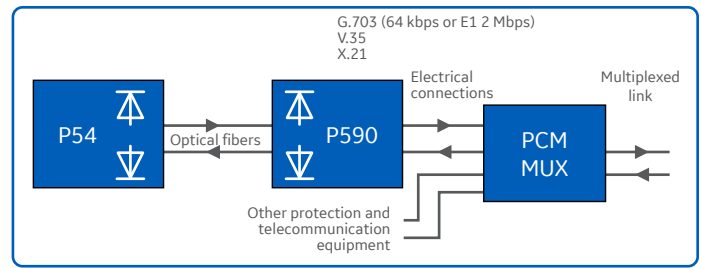 G.703 (64 kbps or E1 2 Mbps)
V.35
X.21
Electrical
connections
Multiplexed
link
P54
Optical fibers
P590
PCM
MUX
Other protection and
telecommunication
equipment